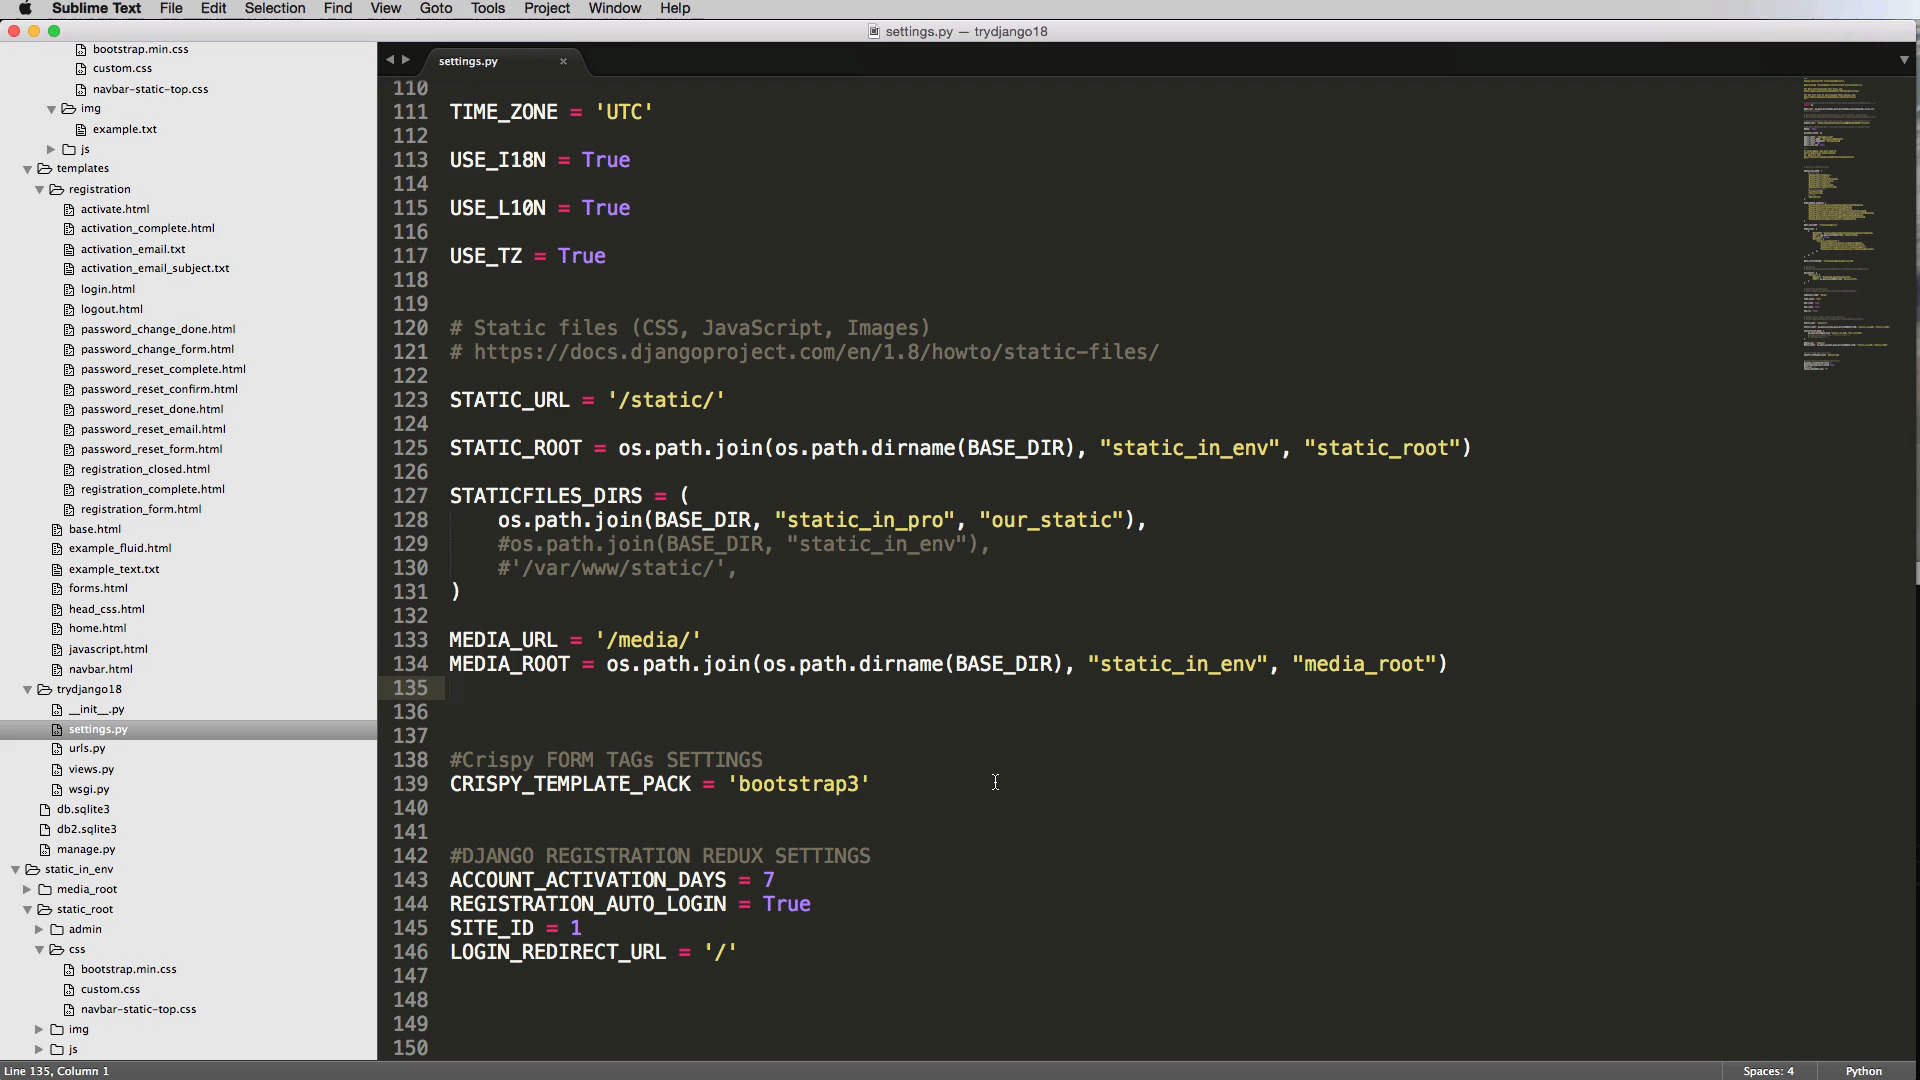 Sublime Text File Edit Selection Find View Goto Tools Project Window Help
settings.py — trydjango18
bootstrap.min.css
custom.css
navbar-static-top.css
img
example.txt
js
templates
registration
activate.html
activation_complete.html
activation_email.txt
activation_email_subject.txt
login.html
logout.html
password_change_done.html
password_change_form.html
password_reset_complete.html
password_reset_confirm.html
password_reset_done.html
password_reset_email.html
password_reset_form.html
registration_closed.html
registration_complete.html
registration_form.html
base.html
example_fluid.html
example_text.txt
forms.html
head_css.html
home.html
javascript.html
navbar.html
trydjango18
__init__.py
settings.py
urls.py
views.py
wsgi.py
db.sqlite3
db2.sqlite3
manage.py
static_in_env
media_root
static_root
admin
css
bootstrap.min.css
custom.css
navbar-static-top.css
img
js
settings.py
110
111 TIME_ZONE = 'UTC'
112
113 USE_I18N = True
114
115 USE_L10N = True
116
117 USE_TZ = True
118
119
120 # Static files (CSS, JavaScript, Images)
121 # https://docs.djangoproject.com/en/1.8/howto/static-files/
122
123 STATIC_URL = '/static/'
124
125 STATIC_ROOT = os.path.join(os.path.dirname(BASE_DIR), "static_in_env", "static_root")
126
127 STATICFILES_DIRS = (
128 os.path.join(BASE_DIR, "static_in_pro", "our_static"),
129 #os.path.join(BASE_DIR, "static_in_env"),
130 #'/var/www/static/',
131 )
132
133 MEDIA_URL = '/media/'
134 MEDIA_ROOT = os.path.join(os.path.dirname(BASE_DIR), "static_in_env", "media_root")
135
136
137
138 #Crispy FORM TAGs SETTINGS
139 CRISPY_TEMPLATE_PACK = 'bootstrap3'
140
141
142 #DJANGO REGISTRATION REDUX SETTINGS
143 ACCOUNT_ACTIVATION_DAYS = 7
144 REGISTRATION_AUTO_LOGIN = True
145 SITE_ID = 1
146 LOGIN_REDIRECT_URL = '/'
147
148
149
150
Line 135, Column 1
Spaces: 4
Python